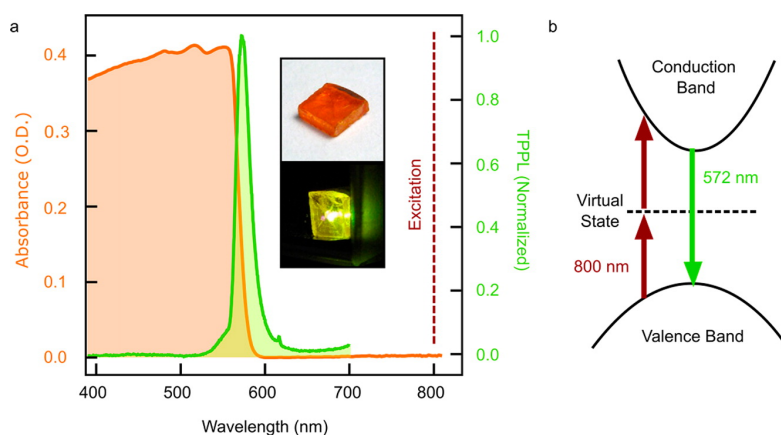 a
b
Absorbance (O.D.)
0.4
0.3
0.2
0.1
0.0
400
500
600
700
800
Wavelength (nm)
Excitation
1.0
0.8
0.6
0.4
0.2
0.0
TPPL (Normalized)
Conduction
Band
572 nm
Virtual
State
800 nm
Valence Band